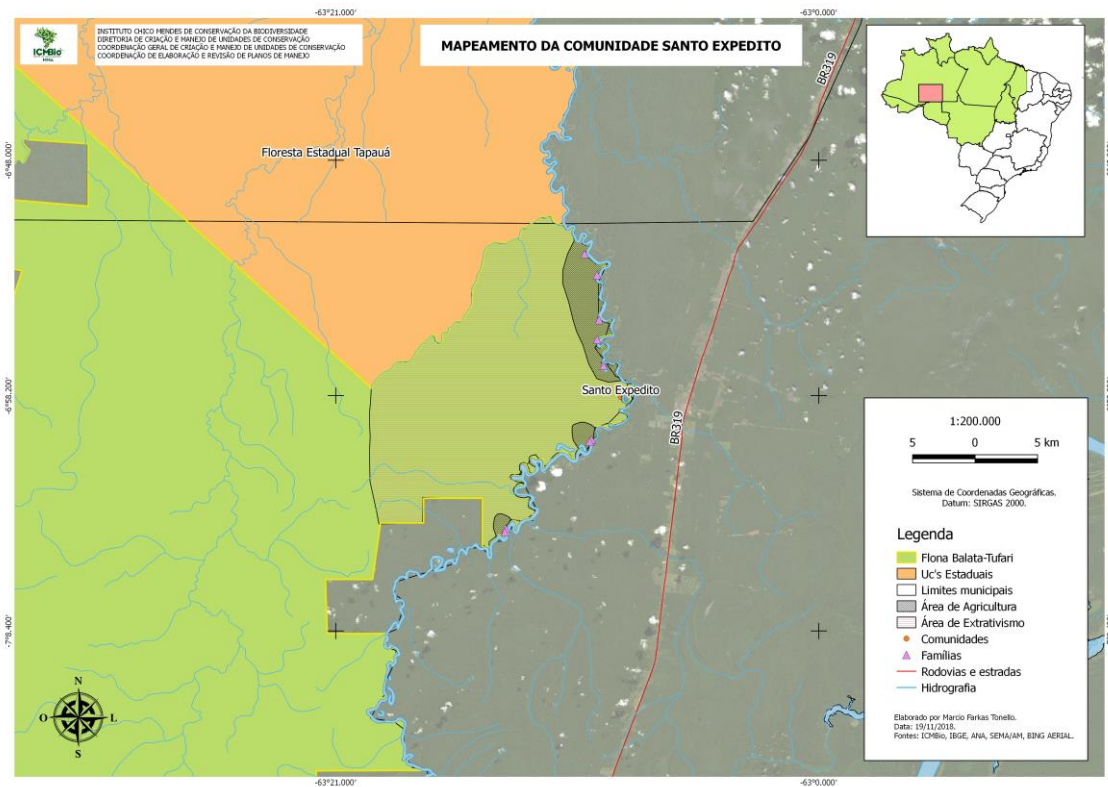 ICMBio
MMA
INSTITUTO CHICO MENDES DE CONSERVAÇÃO DA BIODIVERSIDADE
DIRETORIA DE CRIAÇÃO E MANEJO DE UNIDADES DE CONSERVAÇÃO
COORDENAÇÃO GERAL DE CRIAÇÃO E MANEJO DE UNIDADES DE CONSERVAÇÃO
COORDENAÇÃO DE ELABORAÇÃO E REVISÃO DE PLANOS DE MANEJO
MAPEAMENTO DA COMUNIDADE SANTO EXPEDITO
-63°21.000'
-63°0.000'
BR319
-6°48.000'
Floresta Estadual Tapauá
Santo Expedito
-6°58.200'
BR319
1:200.000
5 0 5 km
Sistema de Coordenadas Geográficas.
Datum: SIRGAS 2000.
Legenda
Flona Balata-Tufari
Uc's Estaduais
Limites municipais
Área de Agricultura
Área de Extrativismo
Comunidades
Famílias
Rodovias e estradas
Hidrografia
-7°8.400'
N
O
L
S
Elaborado por Marcio Farkas Tonello.
Data: 19/11/2018.
Fontes: ICMBio, IBGE, ANA, SEMA/AM, BING AERIAL.
-63°21.000'
-63°0.000'